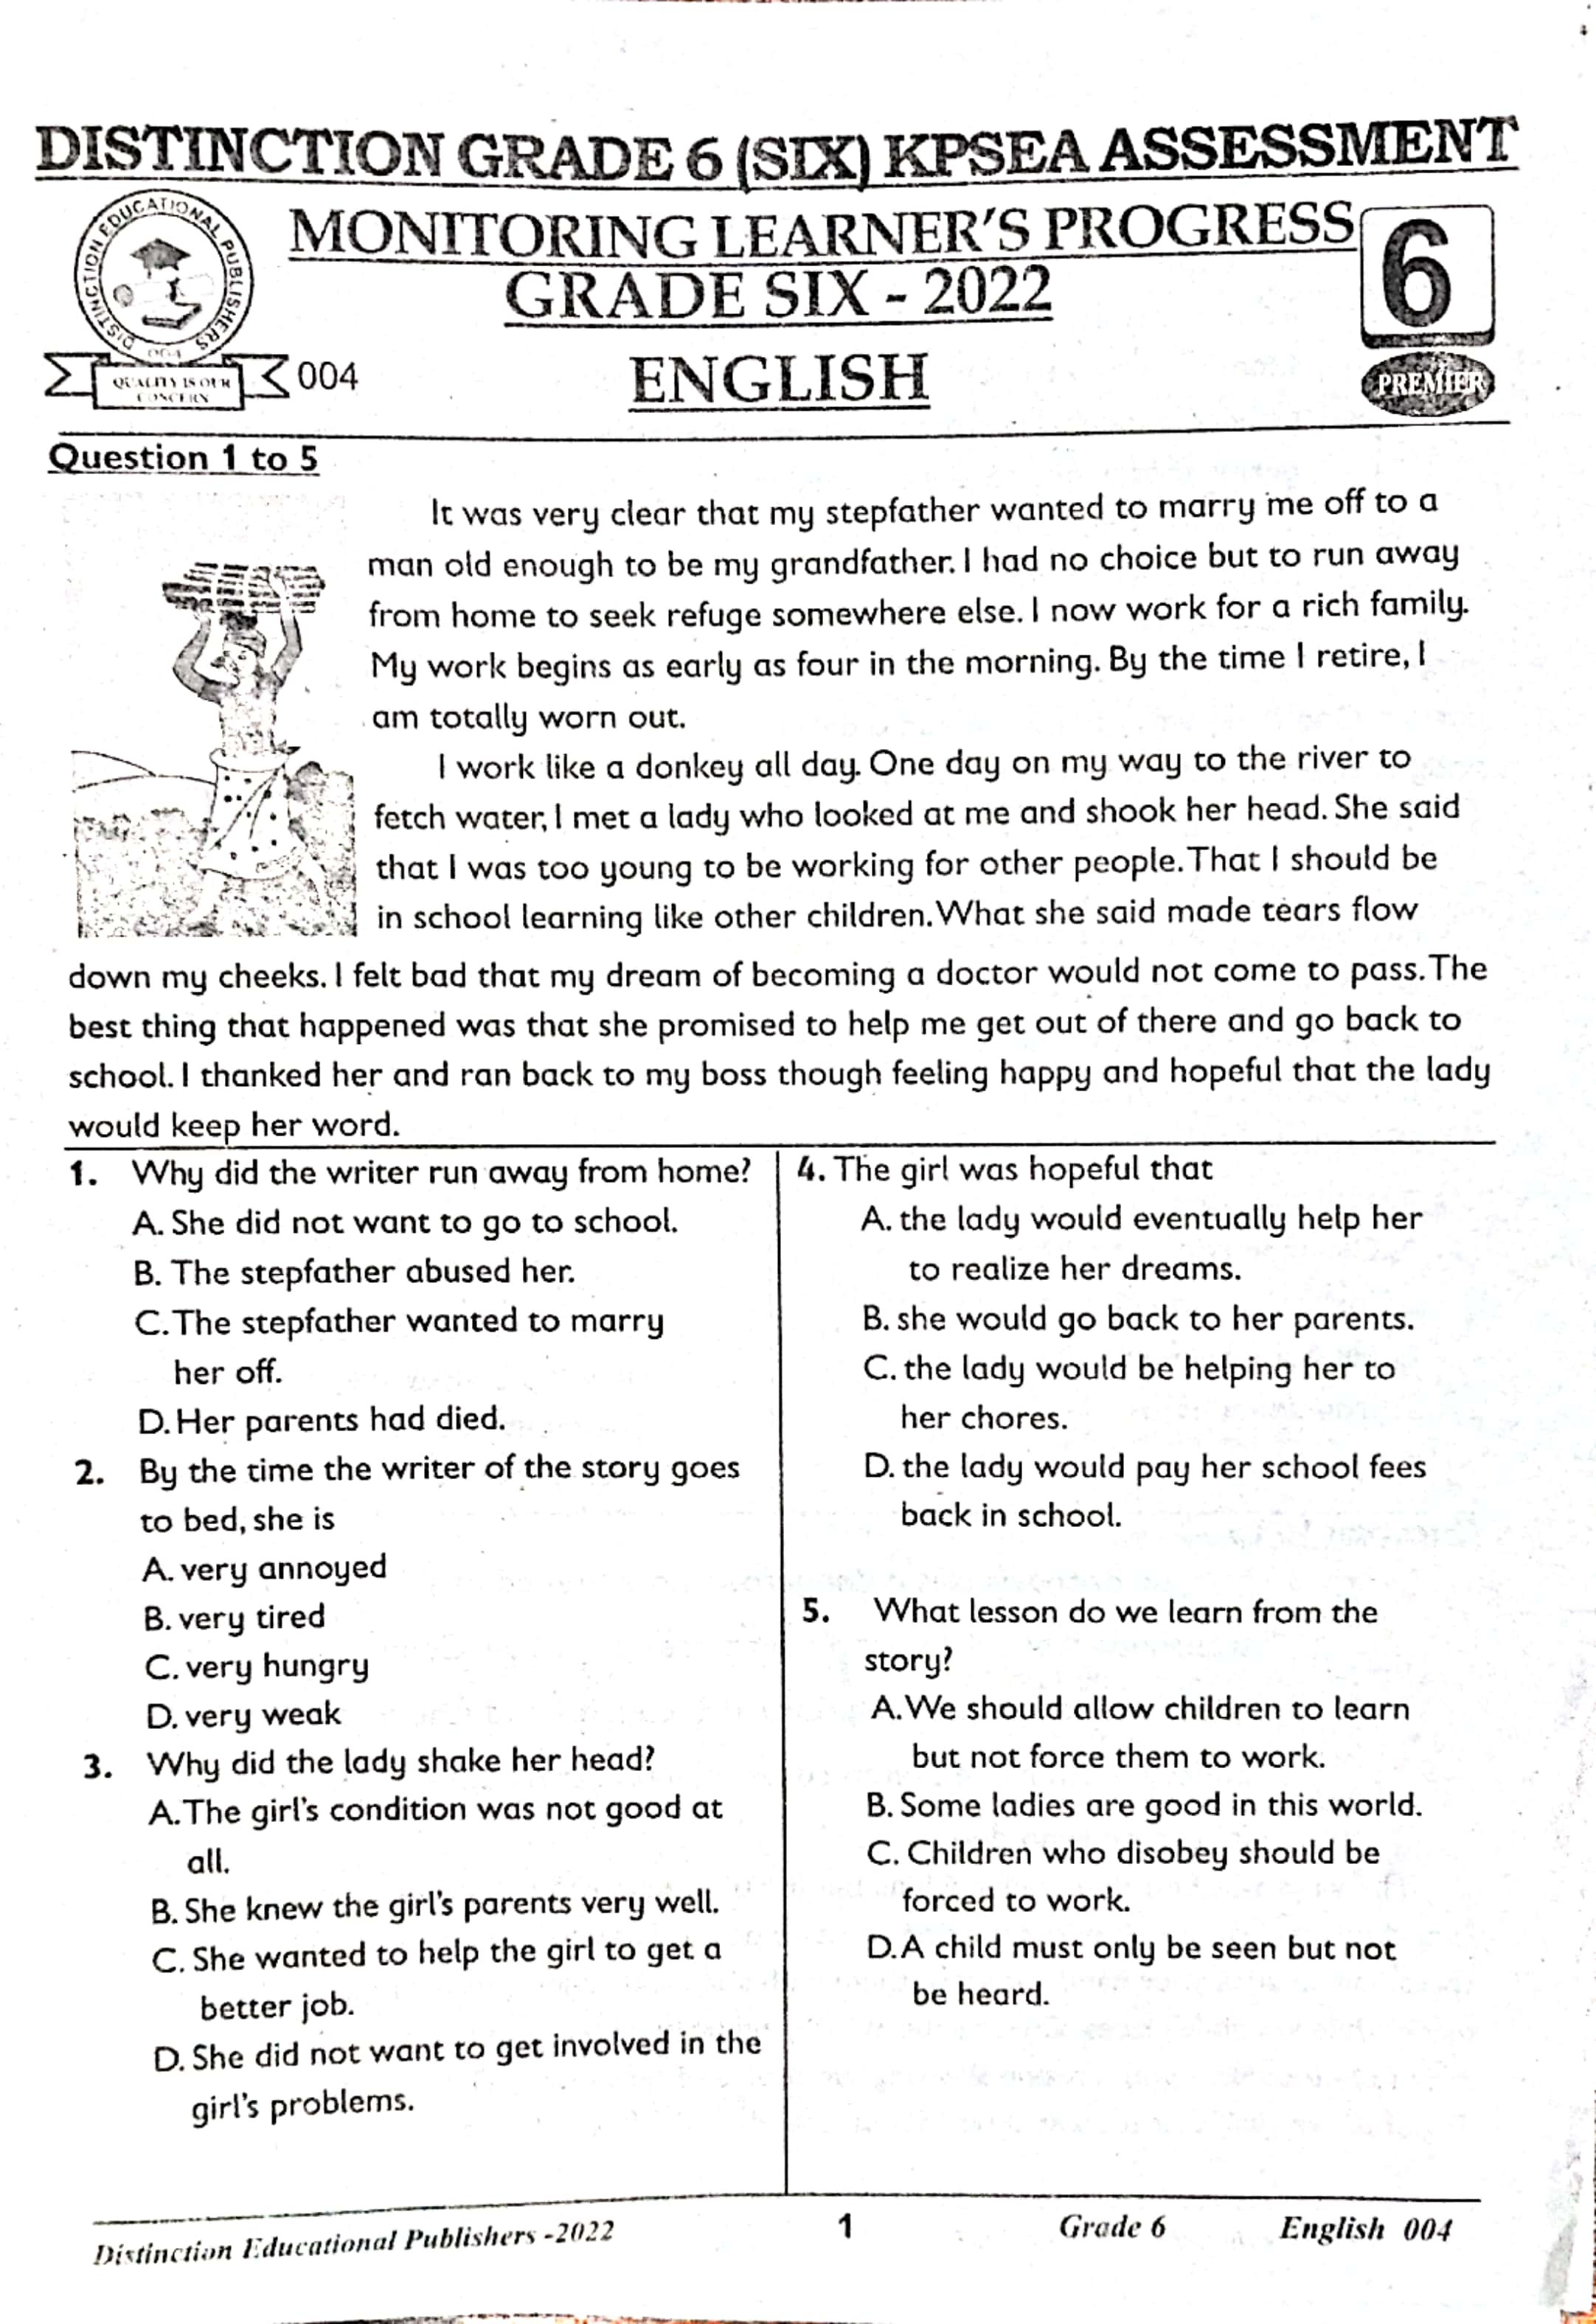 DISTINCTION GRADE 6 (SIX) KPSEA ASSESSMENT
DISTINCTION EDUCATIONAL PUBLISHERS
004
QUALITY IS OUR
CONCERN
004
MONITORING LEARNER'S PROGRESS
GRADE SIX - 2022
ENGLISH
6
PREMIER
Question 1 to 5
It was very clear that my stepfather wanted to marry me off to a
man old enough to be my grandfather. I had no choice but to run away
from home to seek refuge somewhere else. I now work for a rich family.
My work begins as early as four in the morning. By the time I retire, I
am totally worn out.
I work like a donkey all day. One day on my way to the river to
fetch water, I met a lady who looked at me and shook her head. She said
that I was too young to be working for other people. That I should be
in school learning like other children. What she said made tears flow
down my cheeks. I felt bad that my dream of becoming a doctor would not come to pass. The
best thing that happened was that she promised to help me get out of there and go back to
school. I thanked her and ran back to my boss though feeling happy and hopeful that the lady
would keep her word.
1. Why did the writer run away from home?
A. She did not want to go to school.
B. The stepfather abused her.
C. The stepfather wanted to marry
her off.
D. Her parents had died.
2. By the time the writer of the story goes
to bed, she is
A. very annoyed
B. very tired
C. very hungry
D. very weak
3. Why did the lady shake her head?
A. The girl's condition was not good at
all.
B. She knew the girl's parents very well.
C. She wanted to help the girl to get a
better job.
D. She did not want to get involved in the
girl's problems.
4. The girl was hopeful that
A. the lady would eventually help her
to realize her dreams.
B. she would go back to her parents.
C. the lady would be helping her to
her chores.
D. the lady would pay her school fees
back in school.
5. What lesson do we learn from the
story?
A. We should allow children to learn
but not force them to work.
B. Some ladies are good in this world.
C. Children who disobey should be
forced to work.
D. A child must only be seen but not
be heard.
Distinction Educational Publishers -2022
1
Grade 6
English 004